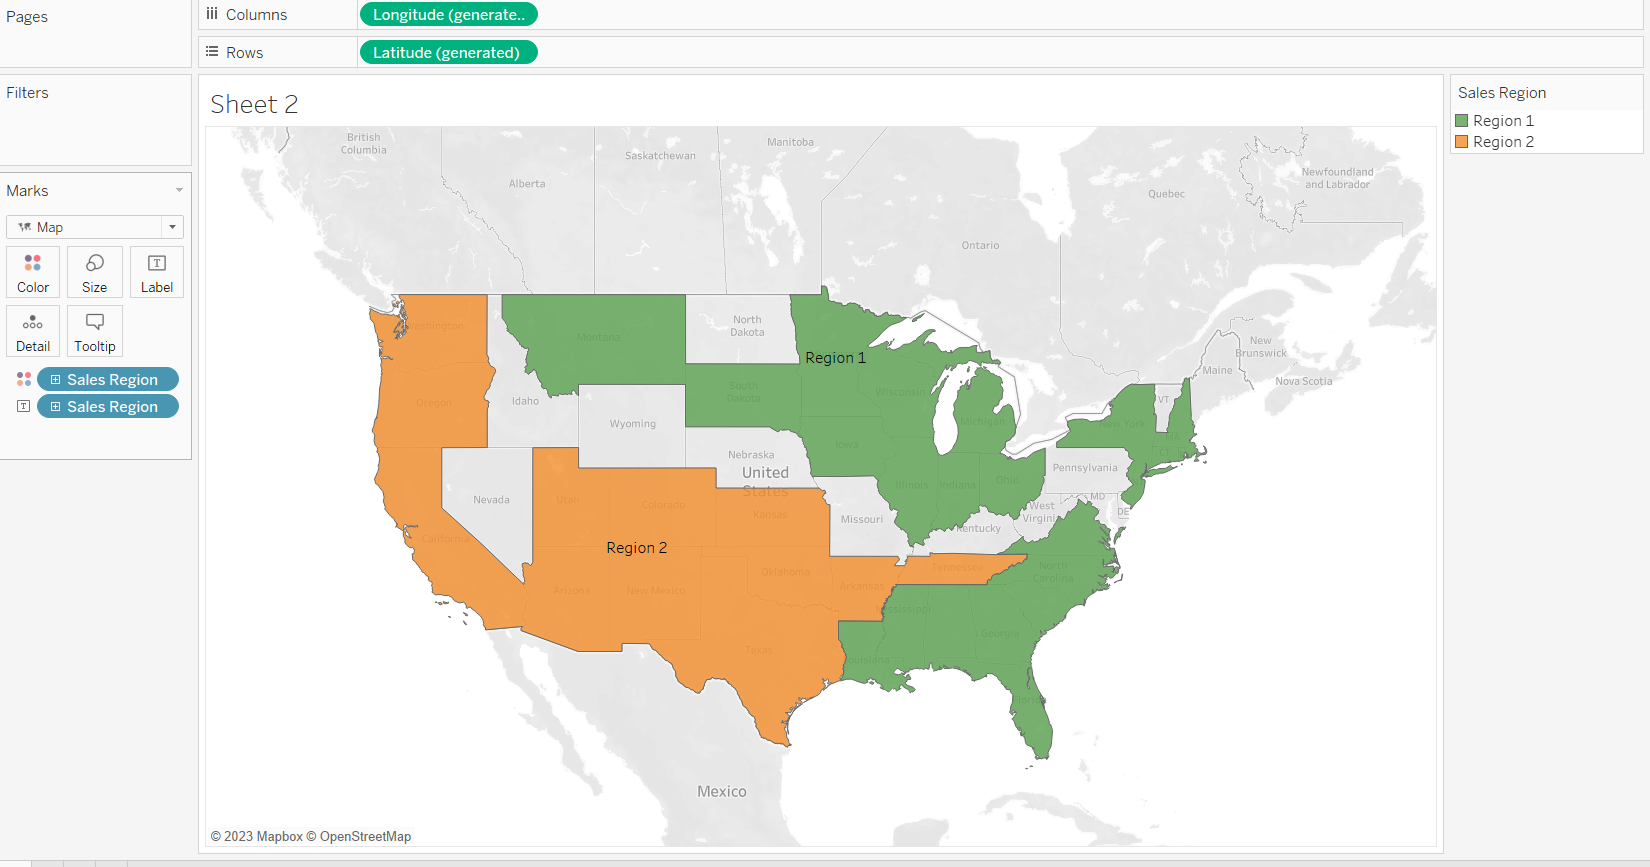 Pages
Columns
Longitude (generate..
Rows
Latitude (generated)
Filters
Marks
Map
Color
Size
Label
Detail
Tooltip
Sales Region
Sales Region
Sheet 2
Sales Region
Region 1
Region 2
British
Columbia
Alberta
Saskatchewan
Manitoba
Ontario
Quebec
Newfoundland
and Labrador
New
Brunswick
Nova Scotia
Maine
Washington
Montana
North
Dakota
Region 1
Oregon
Idaho
Wyoming
South
Dakota
Wisconsin
Michigan
New York
VT
MA
CT
Iowa
Nebraska
United
States
Nevada
Utah
Colorado
Kansas
Missouri
Illinois
Indiana
Ohio
Pennsylvania
MD
DE
West
Virginia
Kentucky
California
Region 2
Arizona
New Mexico
Oklahoma
Arkansas
Tennessee
North
Carolina
Mississippi
Georgia
Texas
Louisiana
Florida
Mexico
© 2023 Mapbox © OpenStreetMap